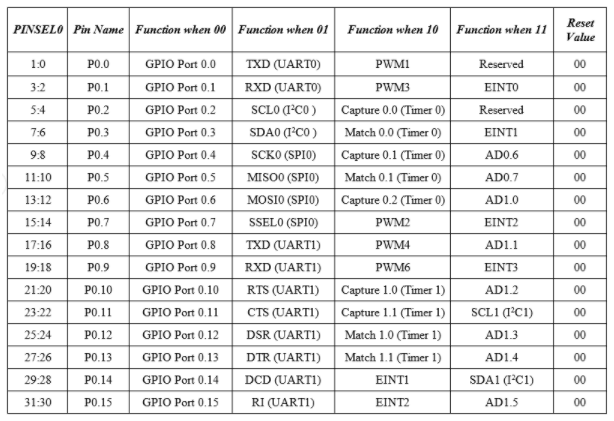 PINSEL0 Pin Name Function when 00 Function when 01 Function when 10 Function when 11 Reset Value
1:0 P0.0 GPIO Port 0.0 TXD (UART0) PWM1 Reserved 00
3:2 P0.1 GPIO Port 0.1 RXD (UART0) PWM3 EINT0 00
5:4 P0.2 GPIO Port 0.2 SCL0 (I²C0 ) Capture 0.0 (Timer 0) Reserved 00
7:6 P0.3 GPIO Port 0.3 SDA0 (I²C0 ) Match 0.0 (Timer 0) EINT1 00
9:8 P0.4 GPIO Port 0.4 SCK0 (SPI0) Capture 0.1 (Timer 0) AD0.6 00
11:10 P0.5 GPIO Port 0.5 MISO0 (SPI0) Match 0.1 (Timer 0) AD0.7 00
13:12 P0.6 GPIO Port 0.6 MOSI0 (SPI0) Capture 0.2 (Timer 0) AD1.0 00
15:14 P0.7 GPIO Port 0.7 SSEL0 (SPI0) PWM2 EINT2 00
17:16 P0.8 GPIO Port 0.8 TXD (UART1) PWM4 AD1.1 00
19:18 P0.9 GPIO Port 0.9 RXD (UART1) PWM6 EINT3 00
21:20 P0.10 GPIO Port 0.10 RTS (UART1) Capture 1.0 (Timer 1) AD1.2 00
23:22 P0.11 GPIO Port 0.11 CTS (UART1) Capture 1.1 (Timer 1) SCL1 (I²C1) 00
25:24 P0.12 GPIO Port 0.12 DSR (UART1) Match 1.0 (Timer 1) AD1.3 00
27:26 P0.13 GPIO Port 0.13 DTR (UART1) Match 1.1 (Timer 1) AD1.4 00
29:28 P0.14 GPIO Port 0.14 DCD (UART1) EINT1 SDA1 (I²C1) 00
31:30 P0.15 GPIO Port 0.15 RI (UART1) EINT2 AD1.5 00